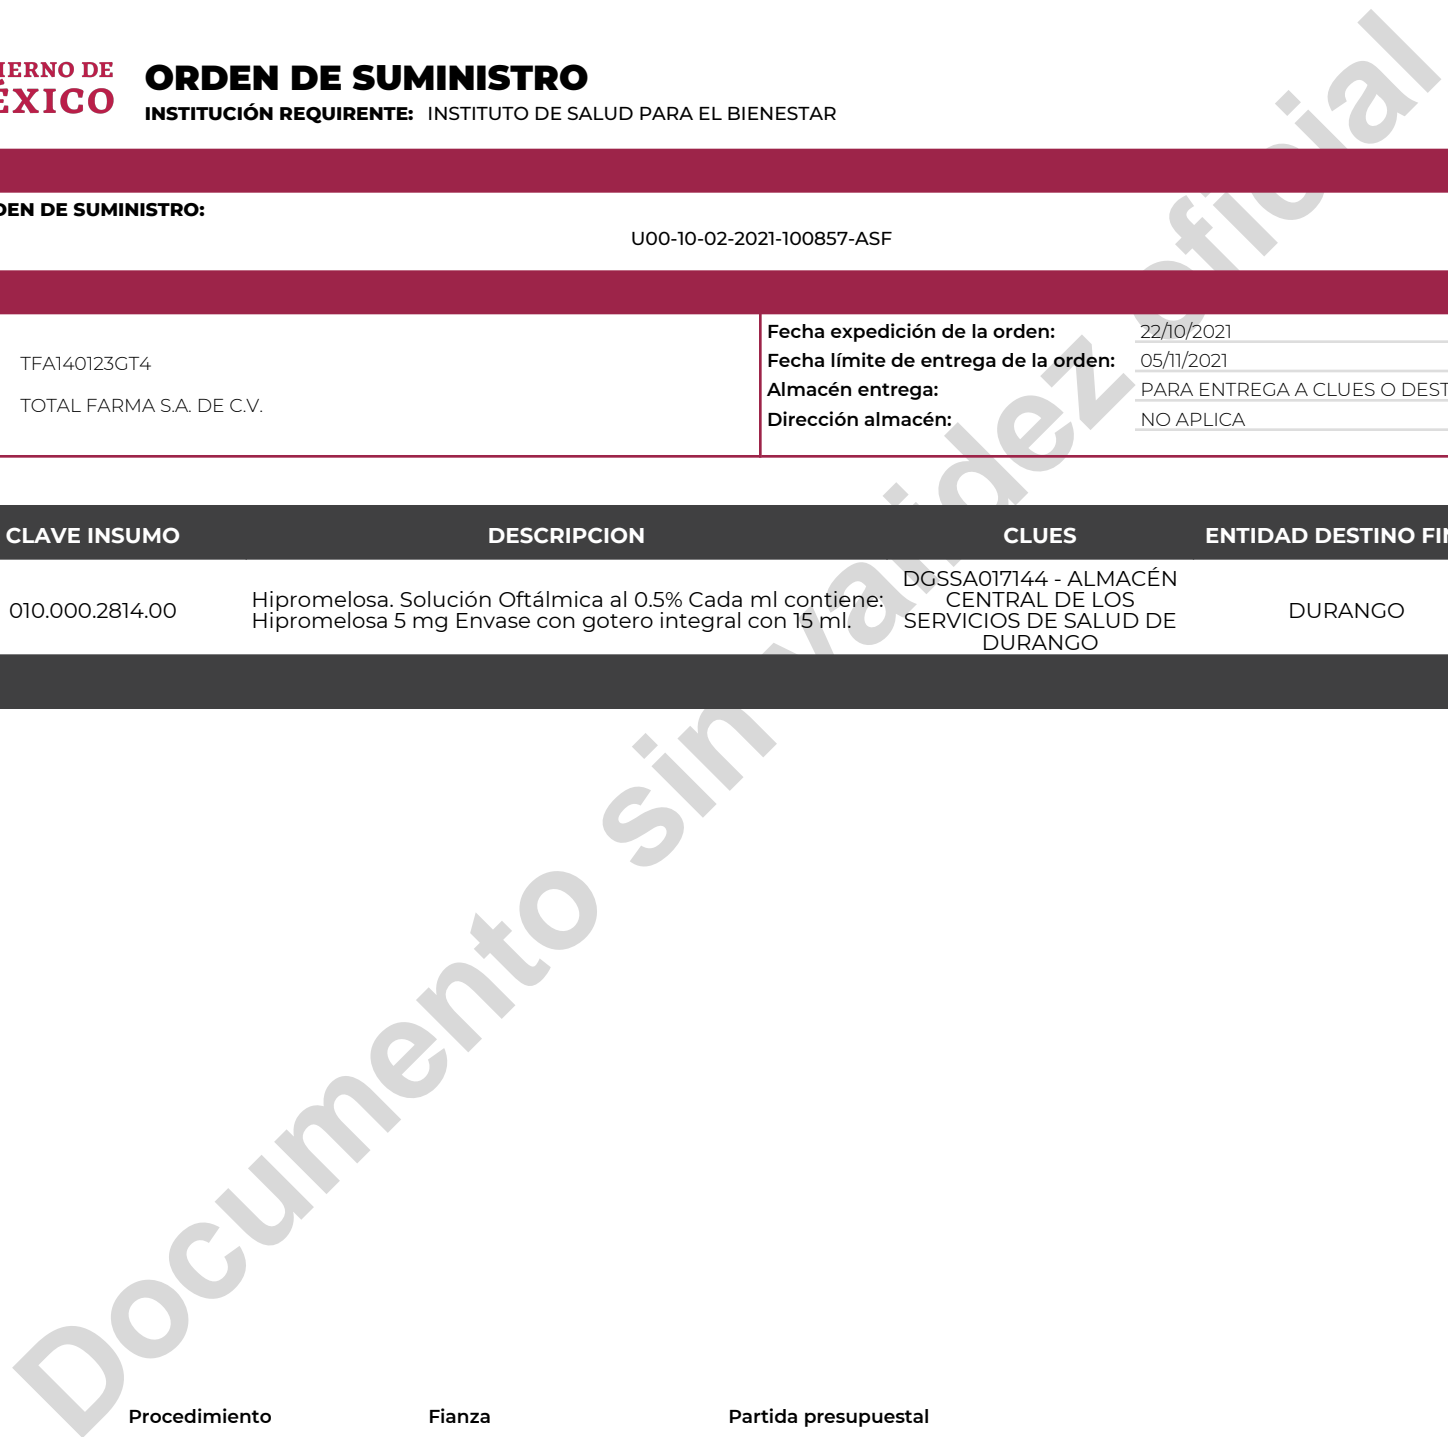 IERNO DE
ÉXICO
ORDEN DE SUMINISTRO
INSTITUCIÓN REQUIRENTE: INSTITUTO DE SALUD PARA EL BIENESTAR
DEN DE SUMINISTRO:
U00-10-02-2021-100857-ASF
TFA140123GT4
TOTAL FARMA S.A. DE C.V.
Fecha expedición de la orden: 22/10/2021
Fecha límite de entrega de la orden: 05/11/2021
Almacén entrega: PARA ENTREGA A CLUES O DEST
Dirección almacén: NO APLICA
CLAVE INSUMO DESCRIPCION CLUES ENTIDAD DESTINO FIN
010.000.2814.00
Hipromelosa. Solución Oftálmica al 0.5% Cada ml contiene:
Hipromelosa 5 mg Envase con gotero integral con 15 ml.
DGSSA017144 - ALMACÉN
CENTRAL DE LOS
SERVICIOS DE SALUD DE
DURANGO
DURANGO
Documento sin validez oficial
Procedimiento Fianza Partida presupuestal